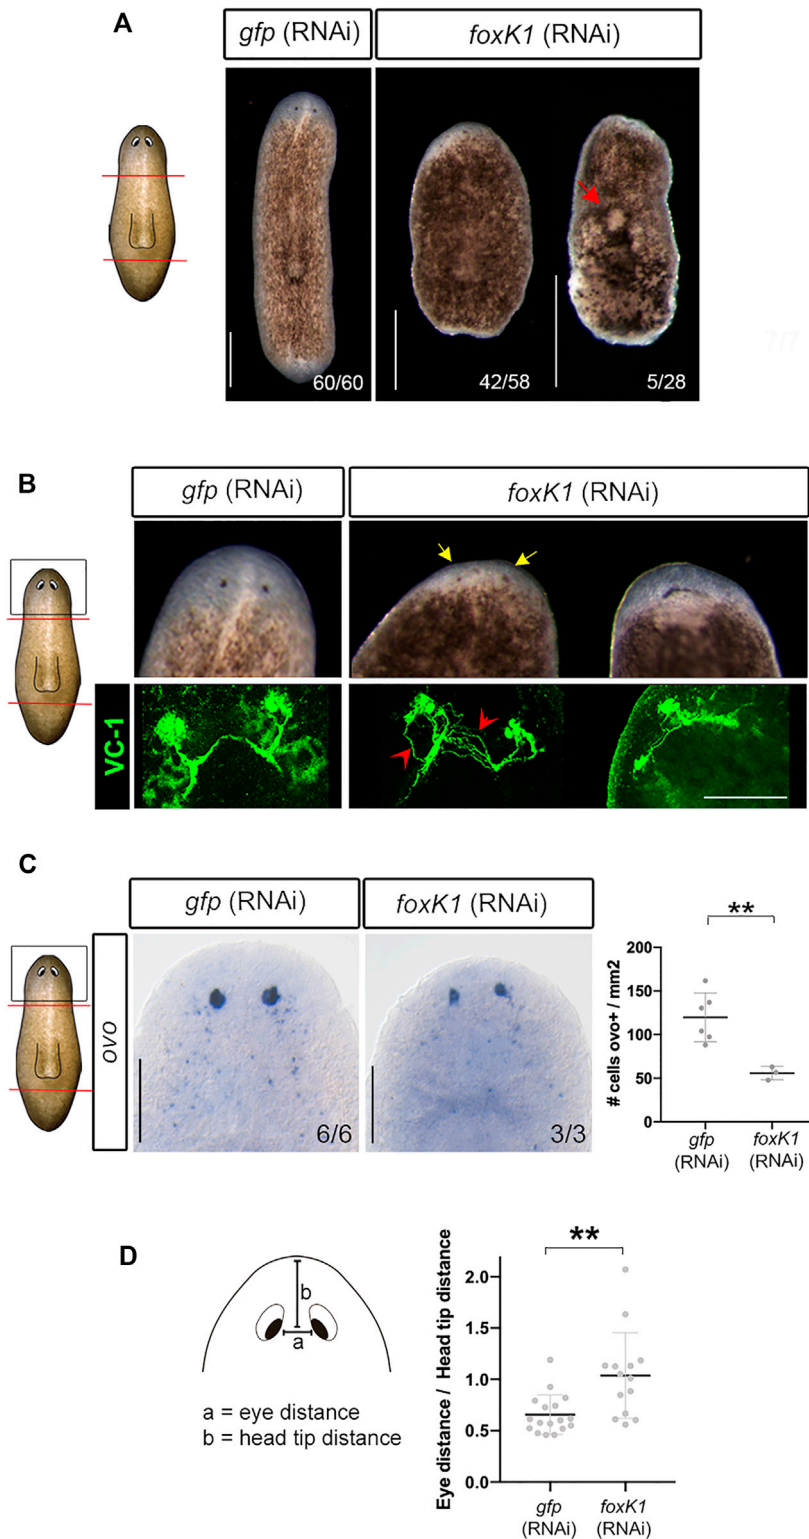 A
gfp (RNAi)
foxK1 (RNAi)
60/60
42/58
5/28
7/7
B
gfp (RNAi)
foxK1 (RNAi)
VC-1
C
gfp (RNAi)
foxK1 (RNAi)
ovo
6/6
3/3
**
# cells ovo+ / mm2
200
150
100
50
0
gfp
(RNAi)
foxK1
(RNAi)
D
b
a
a = eye distance
b = head tip distance
**
Eye distance / Head tip distance
2.0
1.5
1.0
0.5
0.0
gfp
(RNAi)
foxK1
(RNAi)